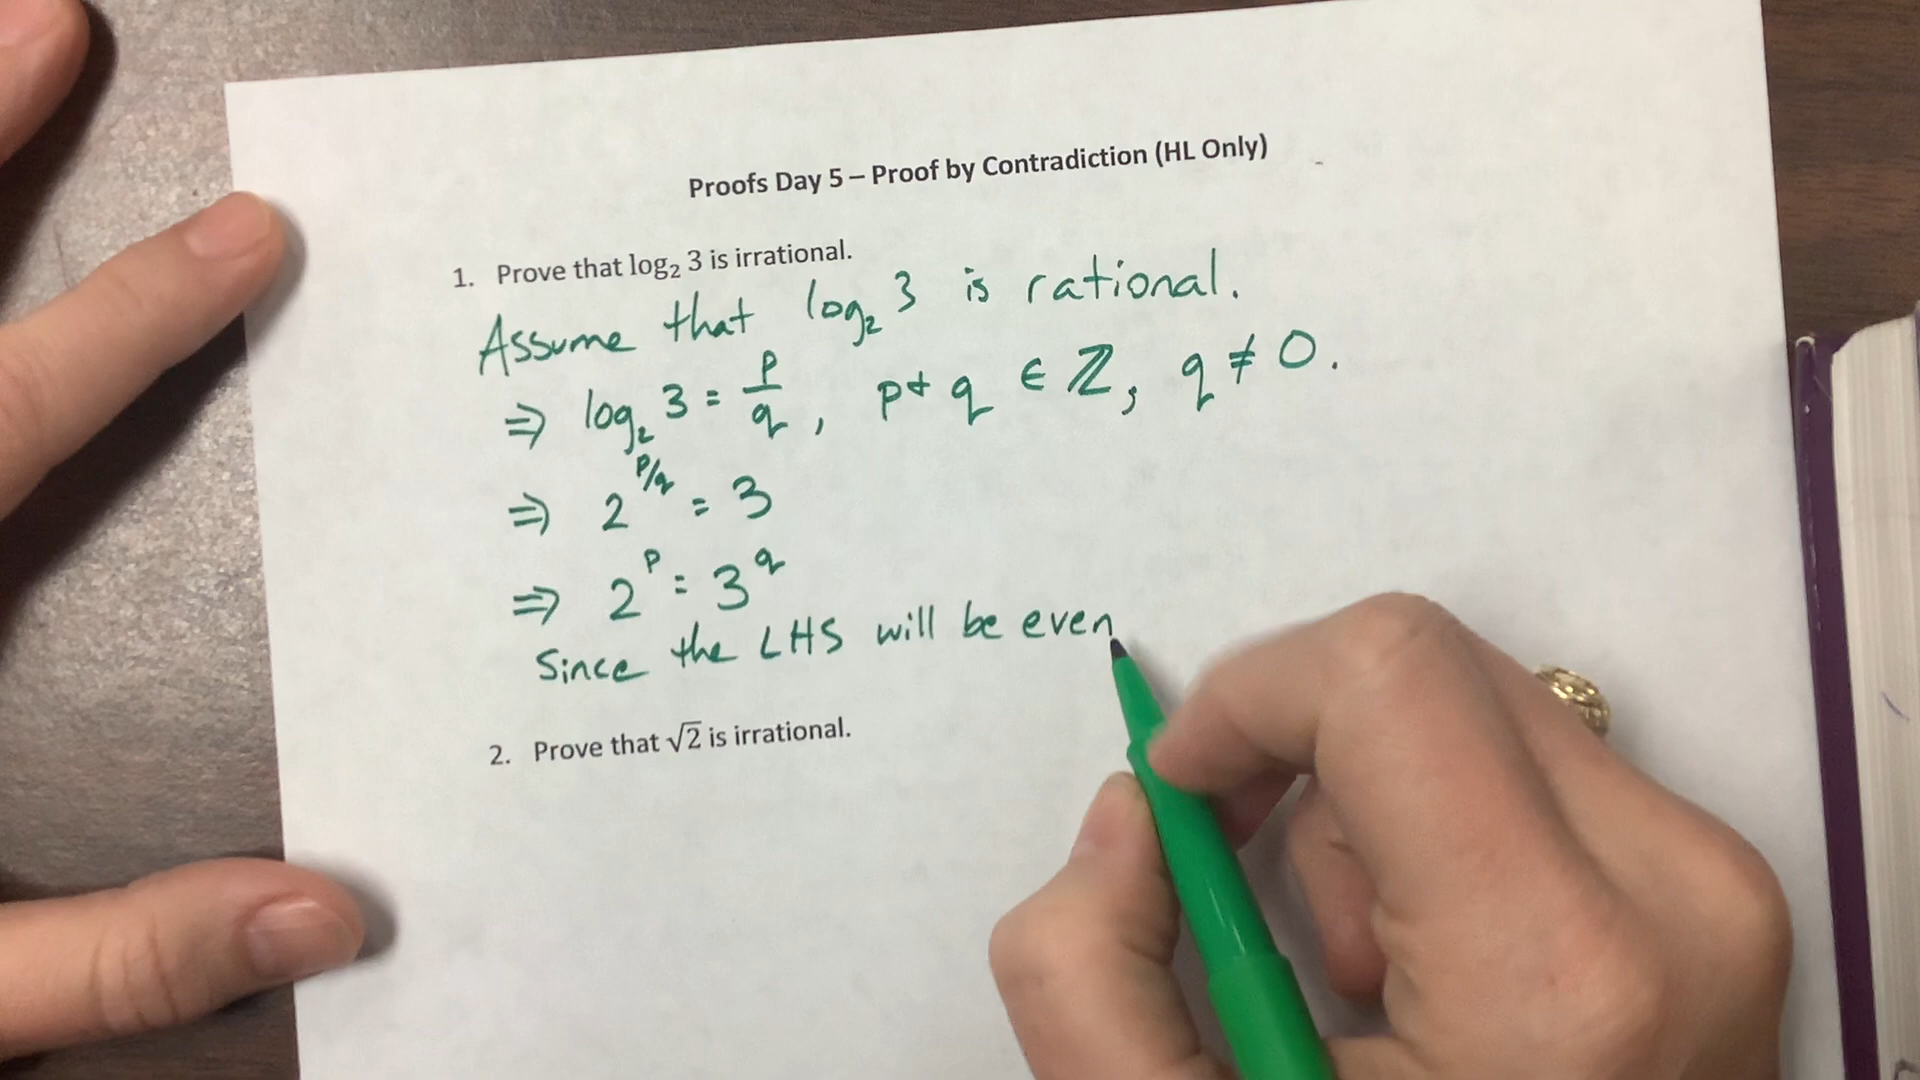 Proofs Day 5 – Proof by Contradiction (HL Only)
1. Prove that log₂ 3 is irrational.
Assume that log₂ 3 is rational.
⇒ log₂ 3 = p/q, p + q ∈ ℤ, q ≠ 0.
⇒ 2^(p/q) = 3
⇒ 2^p = 3^q
Since the LHS will be even
2. Prove that √2 is irrational.